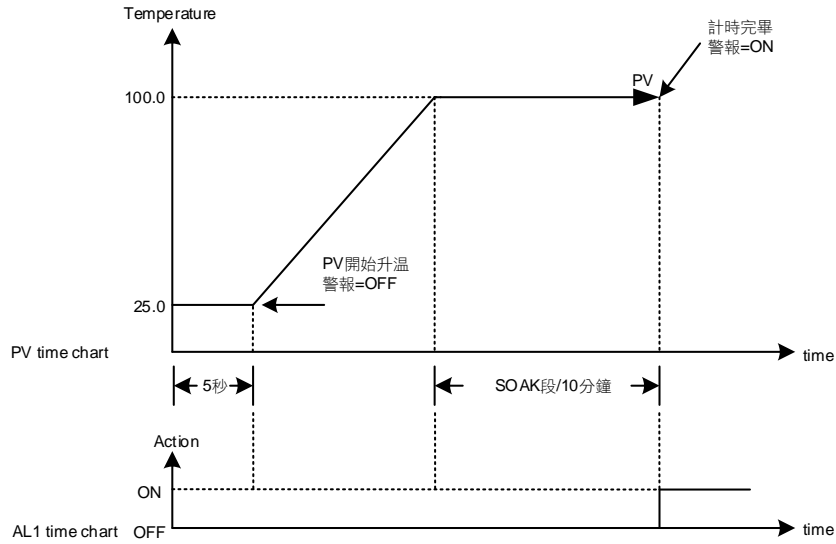 Temperature
計時完畢
警報=ON
PV
100.0
PV開始升温
警報=OFF
25.0
PV time chart
time
5秒
SOAK段/10分鐘
Action
ON
AL1 time chart
OFF
time